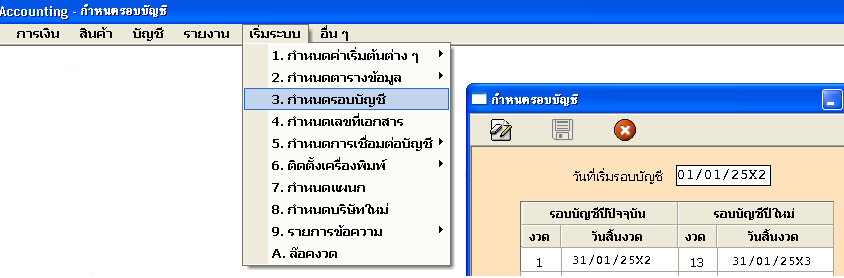 Accounting - กำหนดรอบบัญชี
การเงิน สินค้า บัญชี รายงาน เริ่มระบบ อื่น ๆ
1. กำหนดค่าเริ่มต้นต่าง ๆ
2. กำหนดตารางข้อมูล
3. กำหนดรอบบัญชี
4. กำหนดเลขที่เอกสาร
5. กำหนดการเชื่อมต่อบัญชี
6. ติดตั้งเครื่องพิมพ์
7. กำหนดแผนก
8. กำหนดบริษัทใหม่
9. รายการข้อความ
A. ล๊อคงวด
กำหนดรอบบัญชี
วันที่เริ่มรอบบัญชี 01/01/25X2
รอบบัญชีปีปัจจุบัน รอบบัญชีปีใหม่
งวด วันสิ้นงวด งวด วันสิ้นงวด
1 31/01/25X2 13 31/01/25X3